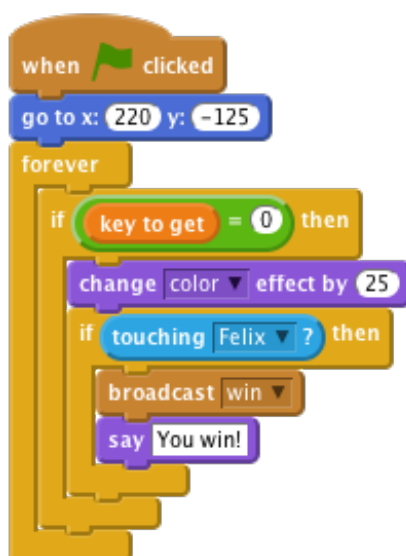 when clicked
go to x: 220 y: -125
forever
if key to get = 0 then
change color effect by 25
if touching Felix ? then
broadcast win
say You win!